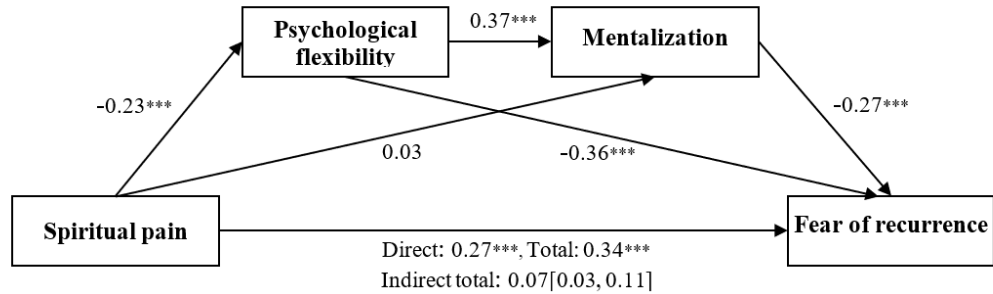 Psychological
flexibility
0.37***
Mentalization
-0.23***
-0.27***
0.03
-0.36***
Spiritual pain
Fear of recurrence
Direct: 0.27***, Total: 0.34***
Indirect total: 0.07[0.03, 0.11]